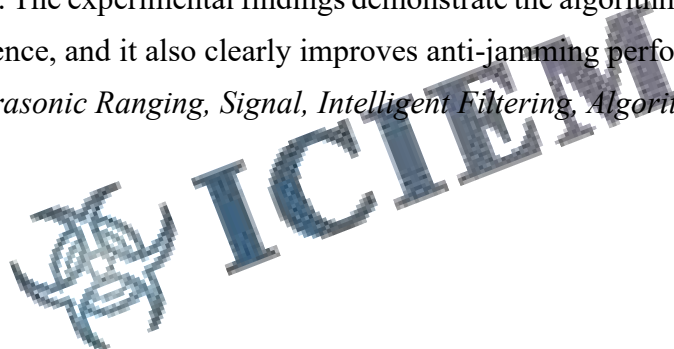 . The experimental findings demonstrate the algorithm
ence, and it also clearly improves anti-jamming perfo
rasonic Ranging, Signal, Intelligent Filtering, Algorit
ICIEM